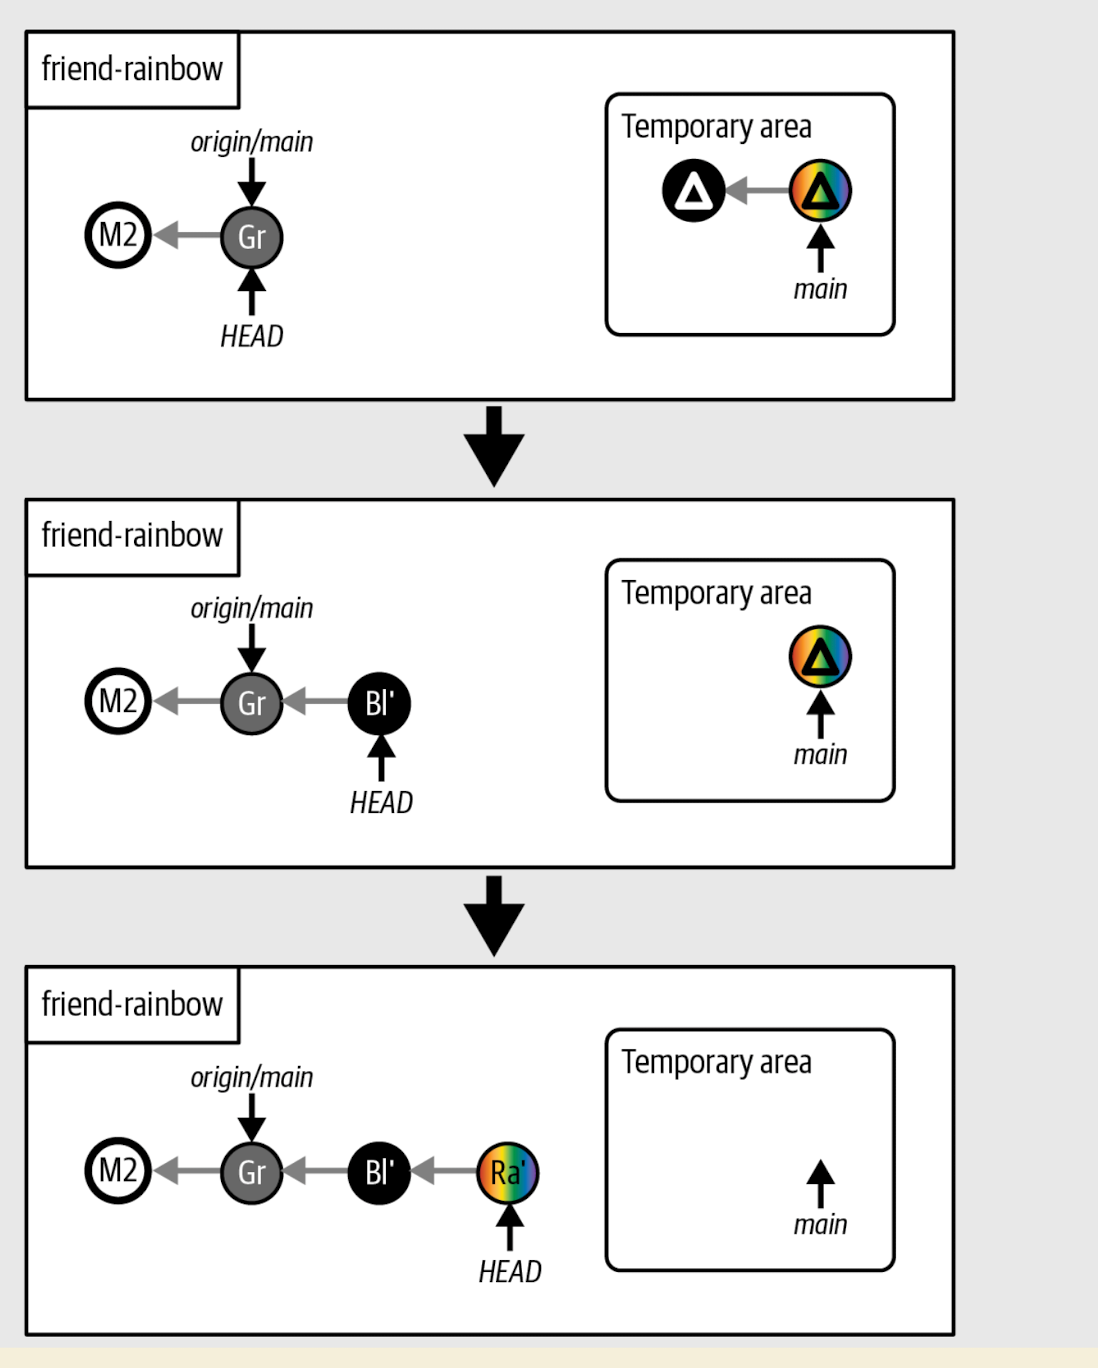 friend-rainbow
origin/main
Temporary area
M2
Gr
main
HEAD
friend-rainbow
origin/main
Temporary area
M2
Gr
Bl'
main
HEAD
friend-rainbow
origin/main
Temporary area
M2
Gr
Bl'
Ra'
main
HEAD